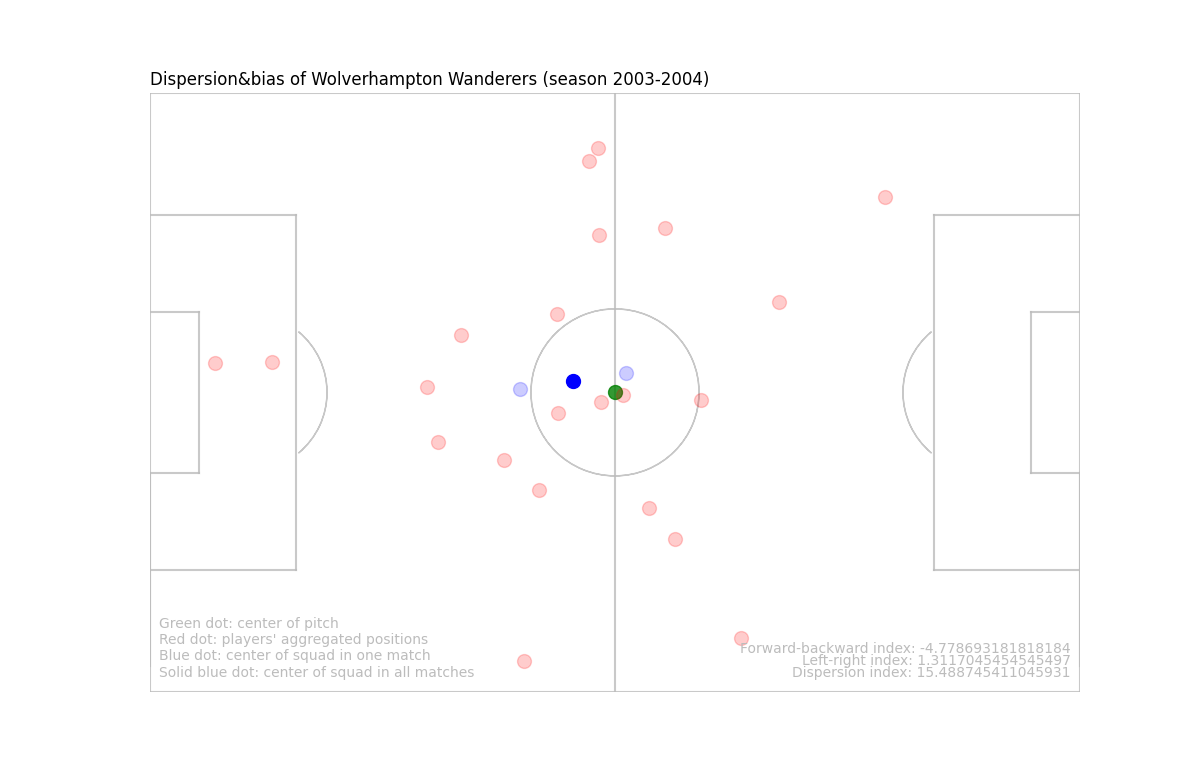 Dispersion&bias of Wolverhampton Wanderers (season 2003-2004)
Green dot: center of pitch
Red dot: players' aggregated positions
Blue dot: center of squad in one match
Solid blue dot: center of squad in all matches
Forward-backward index: -4.778693181818184
Left-right index: 1.3117045454545497
Dispersion index: 15.488745411045931